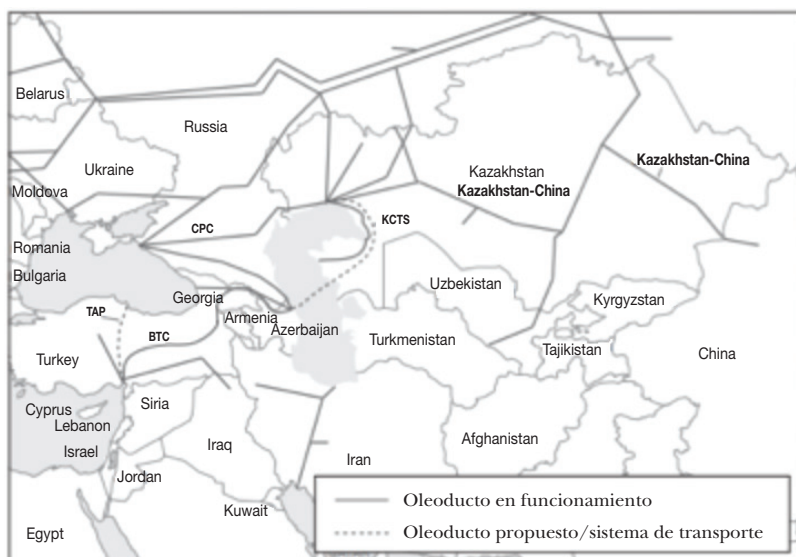 Belarus
Russia
Ukraine
Moldova
Kazakhstan
Kazakhstan-China
Kazakhstan-China
CPC
KCTS
Romania
Bulgaria
Georgia
Uzbekistan
Kyrgyzstan
TAP
BTC
Armenia
Azerbaijan
Turkmenistan
Tajikistan
China
Turkey
Cyprus
Siria
Lebanon
Israel
Iraq
Iran
Afghanistan
Jordan
Kuwait
Egypt
Oleoducto en funcionamiento
Oleoducto propuesto/sistema de transporte